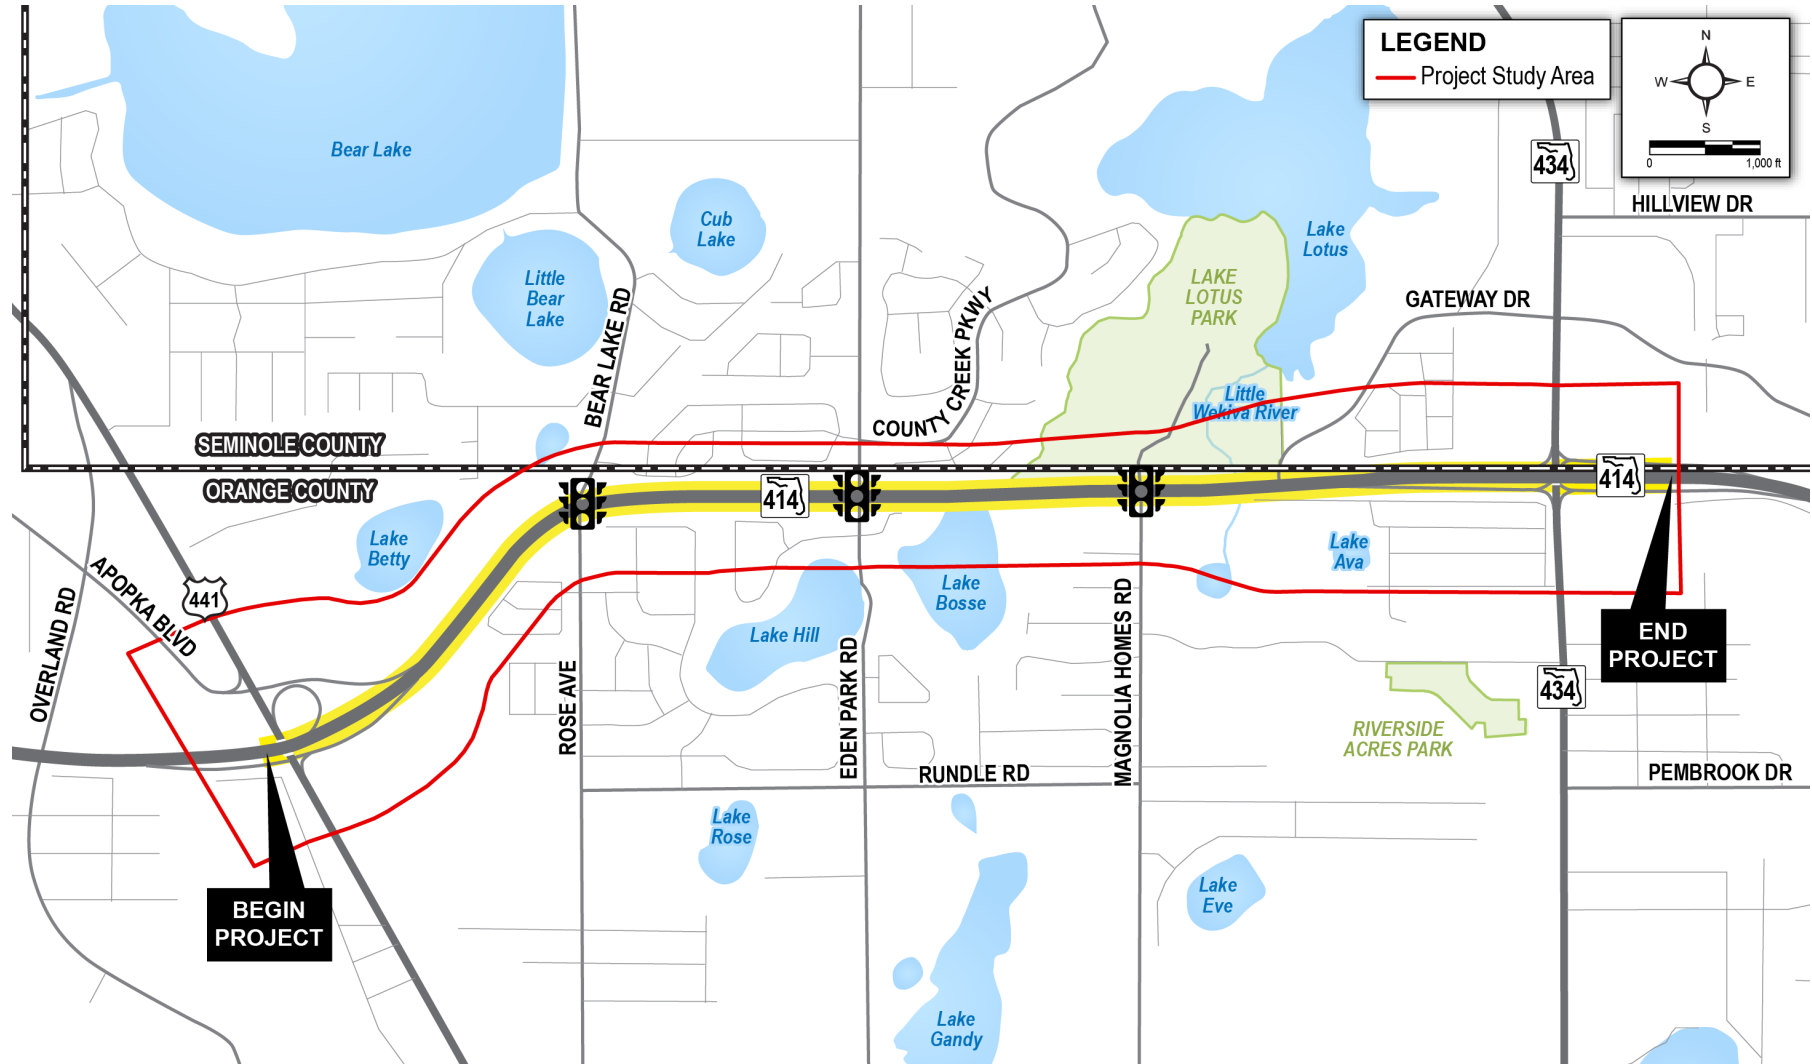 LEGEND
Project Study Area
N
W
E
S
0
1,000 ft
Bear Lake
434
HILLVIEW DR
Cub
Lake
Lake
Lotus
Little
Bear
Lake
LAKE
LOTUS
PARK
GATEWAY DR
BEAR LAKE RD
COUNTY CREEK PKWY
Little
Wekiva River
SEMINOLE COUNTY
ORANGE COUNTY
414
414
Lake
Betty
Lake
Ava
APOPKA BLVD
441
OVERLAND RD
Lake
Bosse
Lake Hill
END
PROJECT
ROSE AVE
EDEN PARK RD
MAGNOLIA HOMES RD
434
RIVERSIDE
ACRES PARK
RUNDLE RD
PEMBROOK DR
Lake
Rose
Lake
Eve
BEGIN
PROJECT
Lake
Gandy